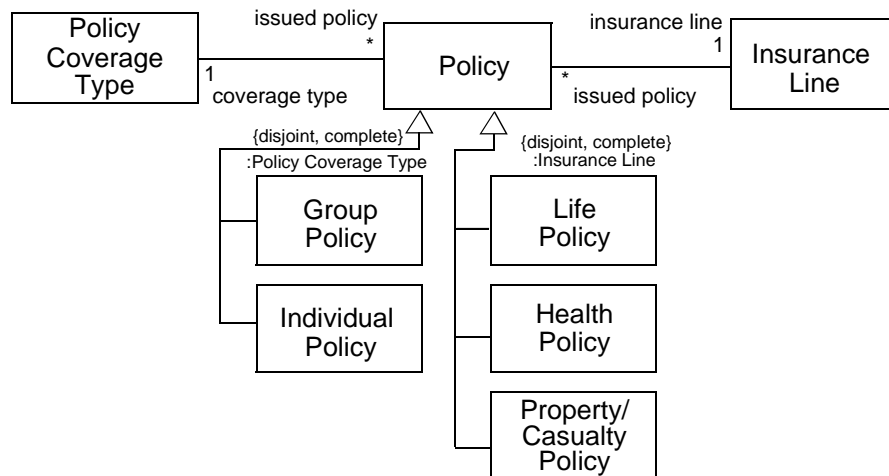 Policy
Coverage
Type
issued policy
*
1
coverage type
Policy
insurance line
1
*
issued policy
Insurance
Line
{disjoint, complete}
:Policy Coverage Type
{disjoint, complete}
:Insurance Line
Group
Policy
Life
Policy
Individual
Policy
Health
Policy
Property/
Casualty
Policy